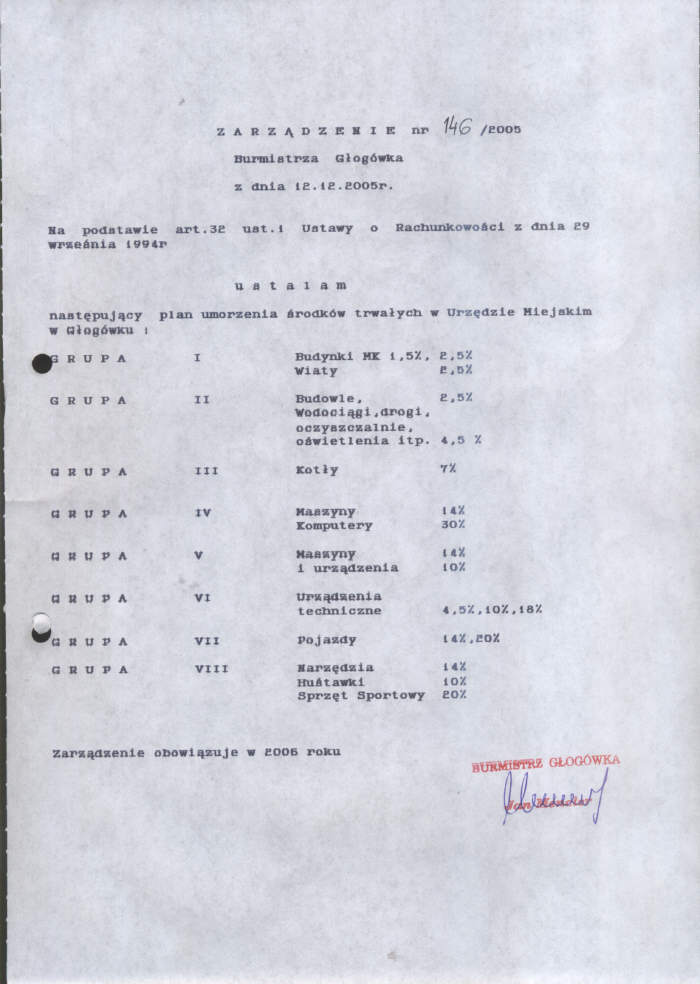 ZARZĄDZENIE nr 146/2005
Burmistrza Głogówka
z dnia 12.12.2005r.
Na podstawie art.32 ust.1 Ustawy o Rachunkowości z dnia 29
września 1994r
ustalam
następujący plan umorzenia środków trwałych w Urzędzie Miejskim
w Głogówku :
GRUPA I Budynki MK 1,5%, 2,5%
Wiaty 2,5%
GRUPA II Budowle, 2,5%
Wodociągi,drogi,
oczyszczalnie,
oświetlenia itp. 4,5 %
GRUPA III Kotły 7%
GRUPA IV Maszyny 14%
Komputery 30%
GRUPA V Maszyny 14%
i urządzenia 10%
GRUPA VI Urządzenia
techniczne 4,5%,10%,18%
GRUPA VII Pojazdy 14%,20%
GRUPA VIII Narzędzia 14%
Huśtawki 10%
Sprzęt Sportowy 20%
Zarządzenie obowiązuje w 2006 roku
BURMISTRZ GŁOGÓWKA
Jan